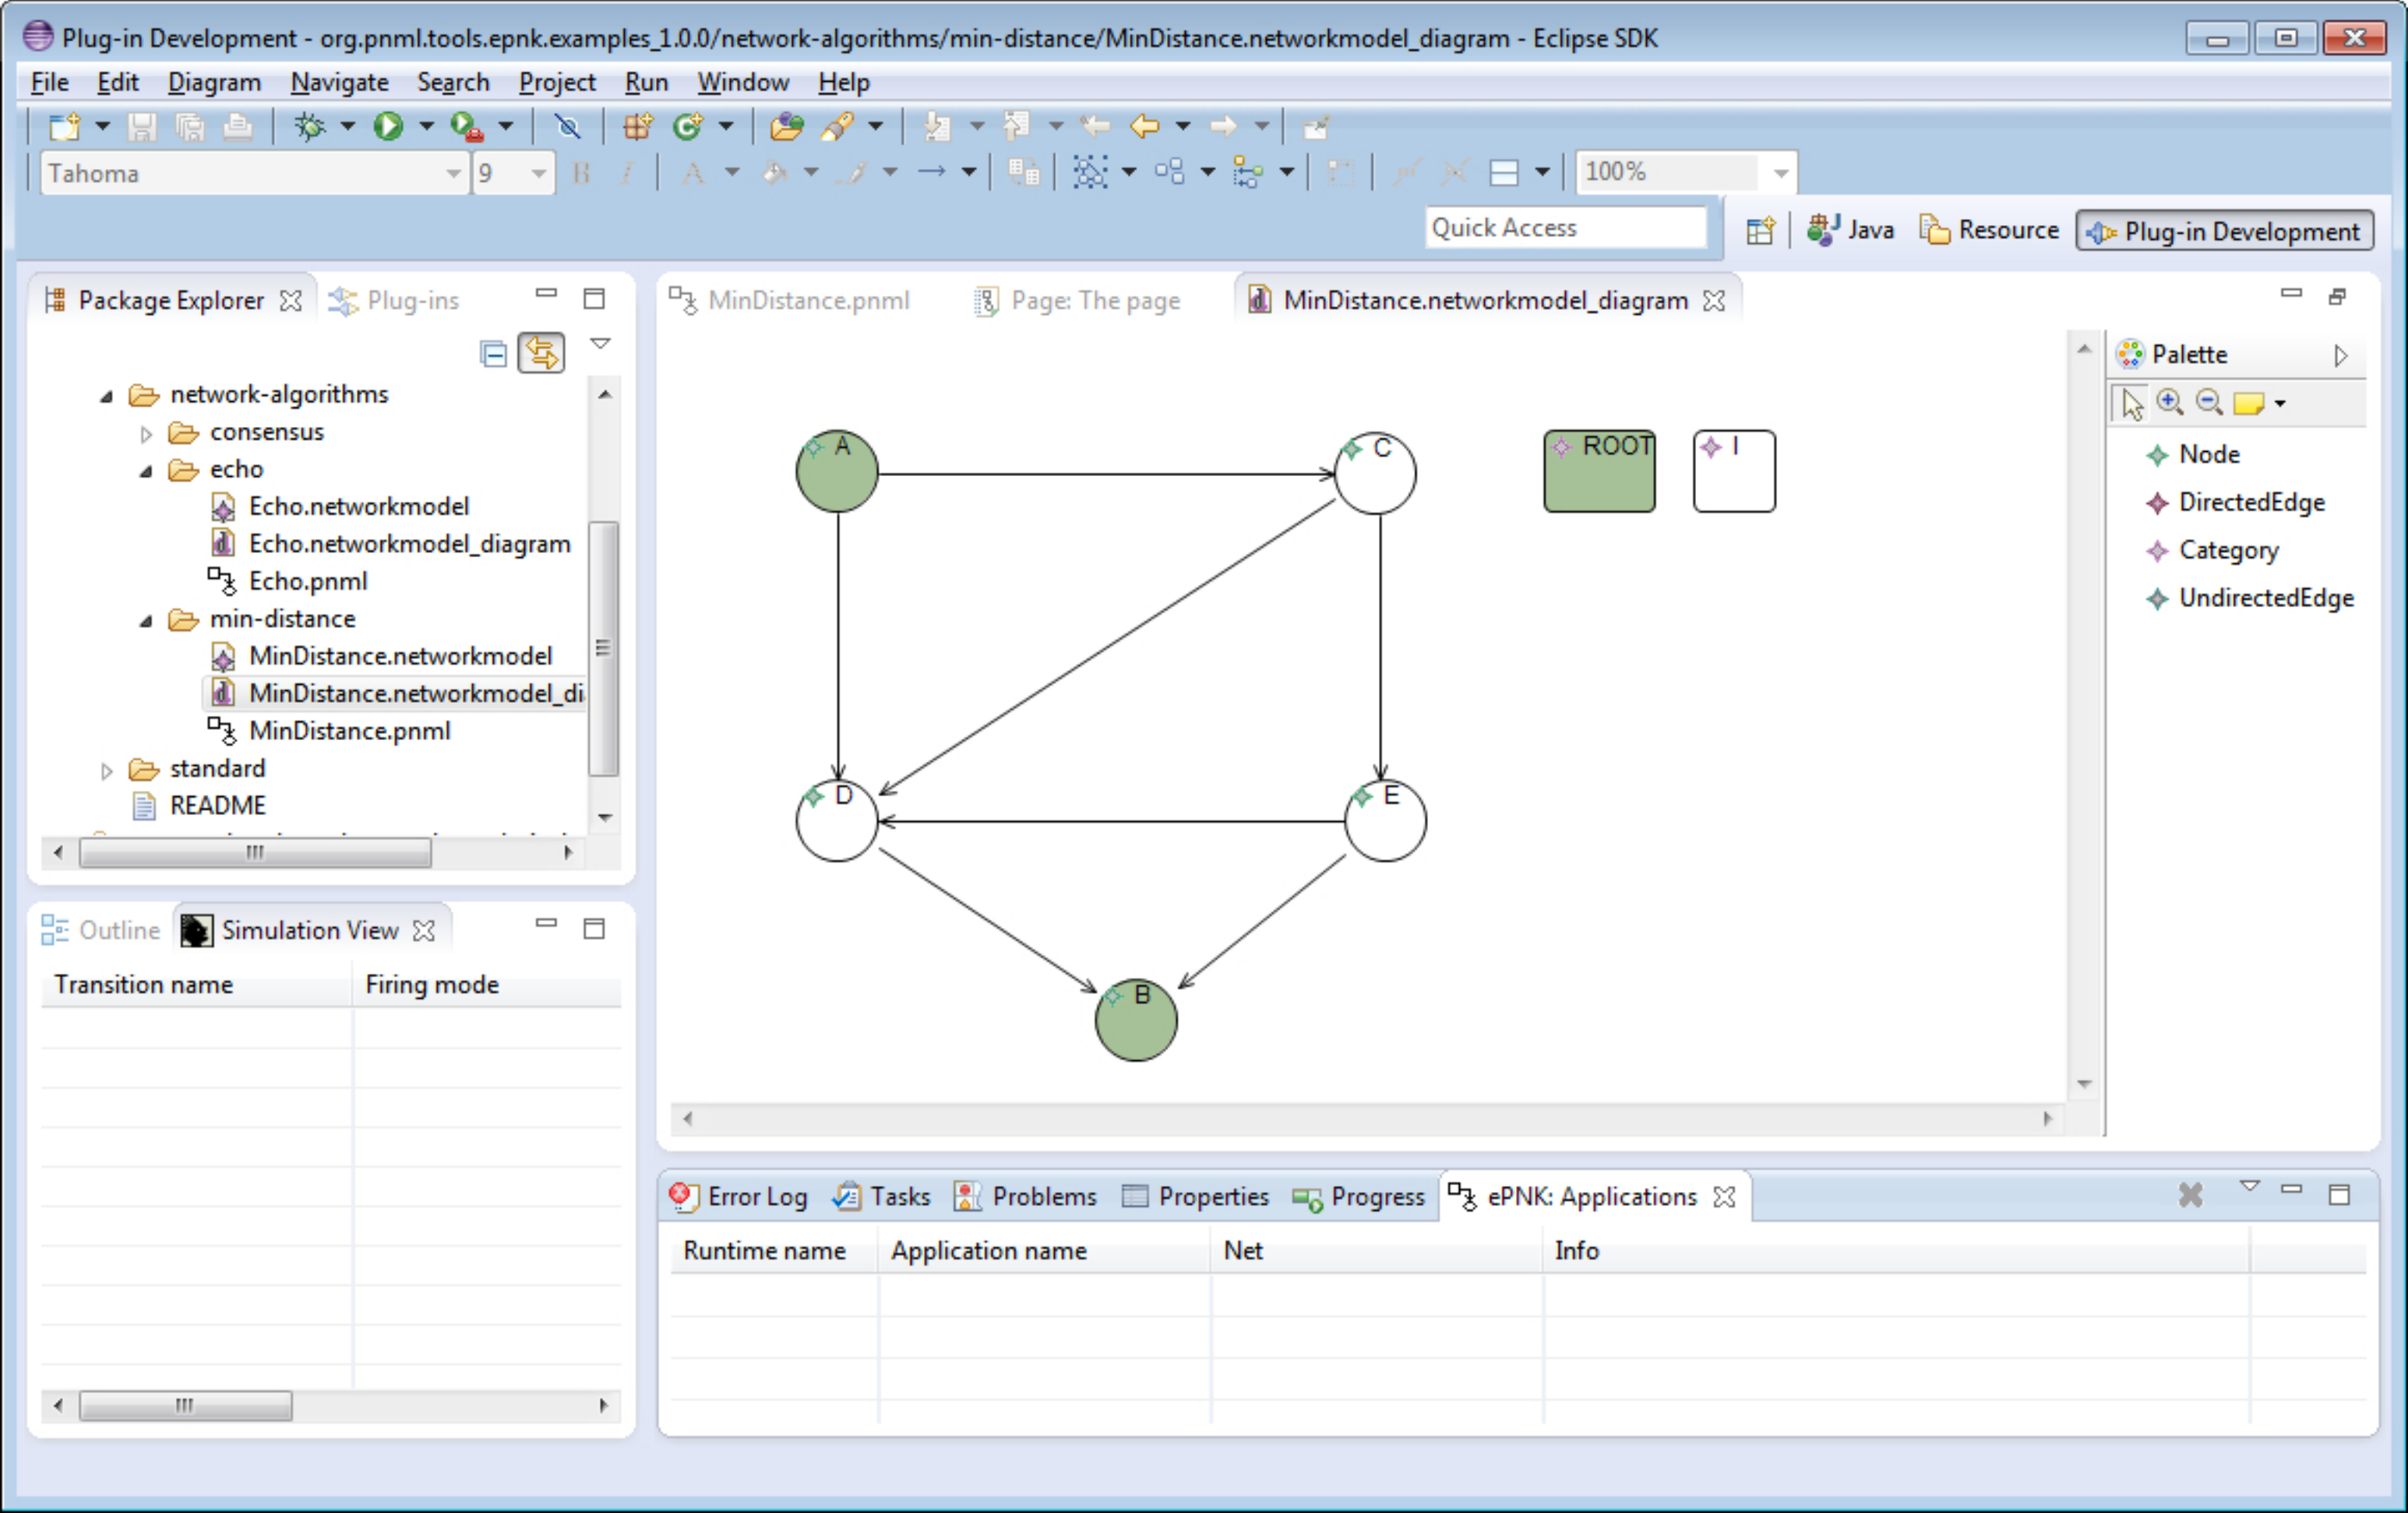 Plug-in Development - org.pnml.tools.epnk.examples_1.0.0/network-algorithms/min-distance/MinDistance.networkmodel_diagram - Eclipse SDK
File Edit Diagram Navigate Search Project Run Window Help
Tahoma 9 B I A 100%
Quick Access Java Resource Plug-in Development
Package Explorer Plug-ins
network-algorithms
consensus
echo
Echo.networkmodel
Echo.networkmodel_diagram
Echo.pnml
min-distance
MinDistance.networkmodel
MinDistance.networkmodel_di
MinDistance.pnml
standard
README
MinDistance.pnml Page: The page MinDistance.networkmodel_diagram
A C ROOT I
D E
B
Palette
Node
DirectedEdge
Category
UndirectedEdge
Outline Simulation View
Transition name Firing mode
Error Log Tasks Problems Properties Progress ePNK: Applications
Runtime name Application name Net Info